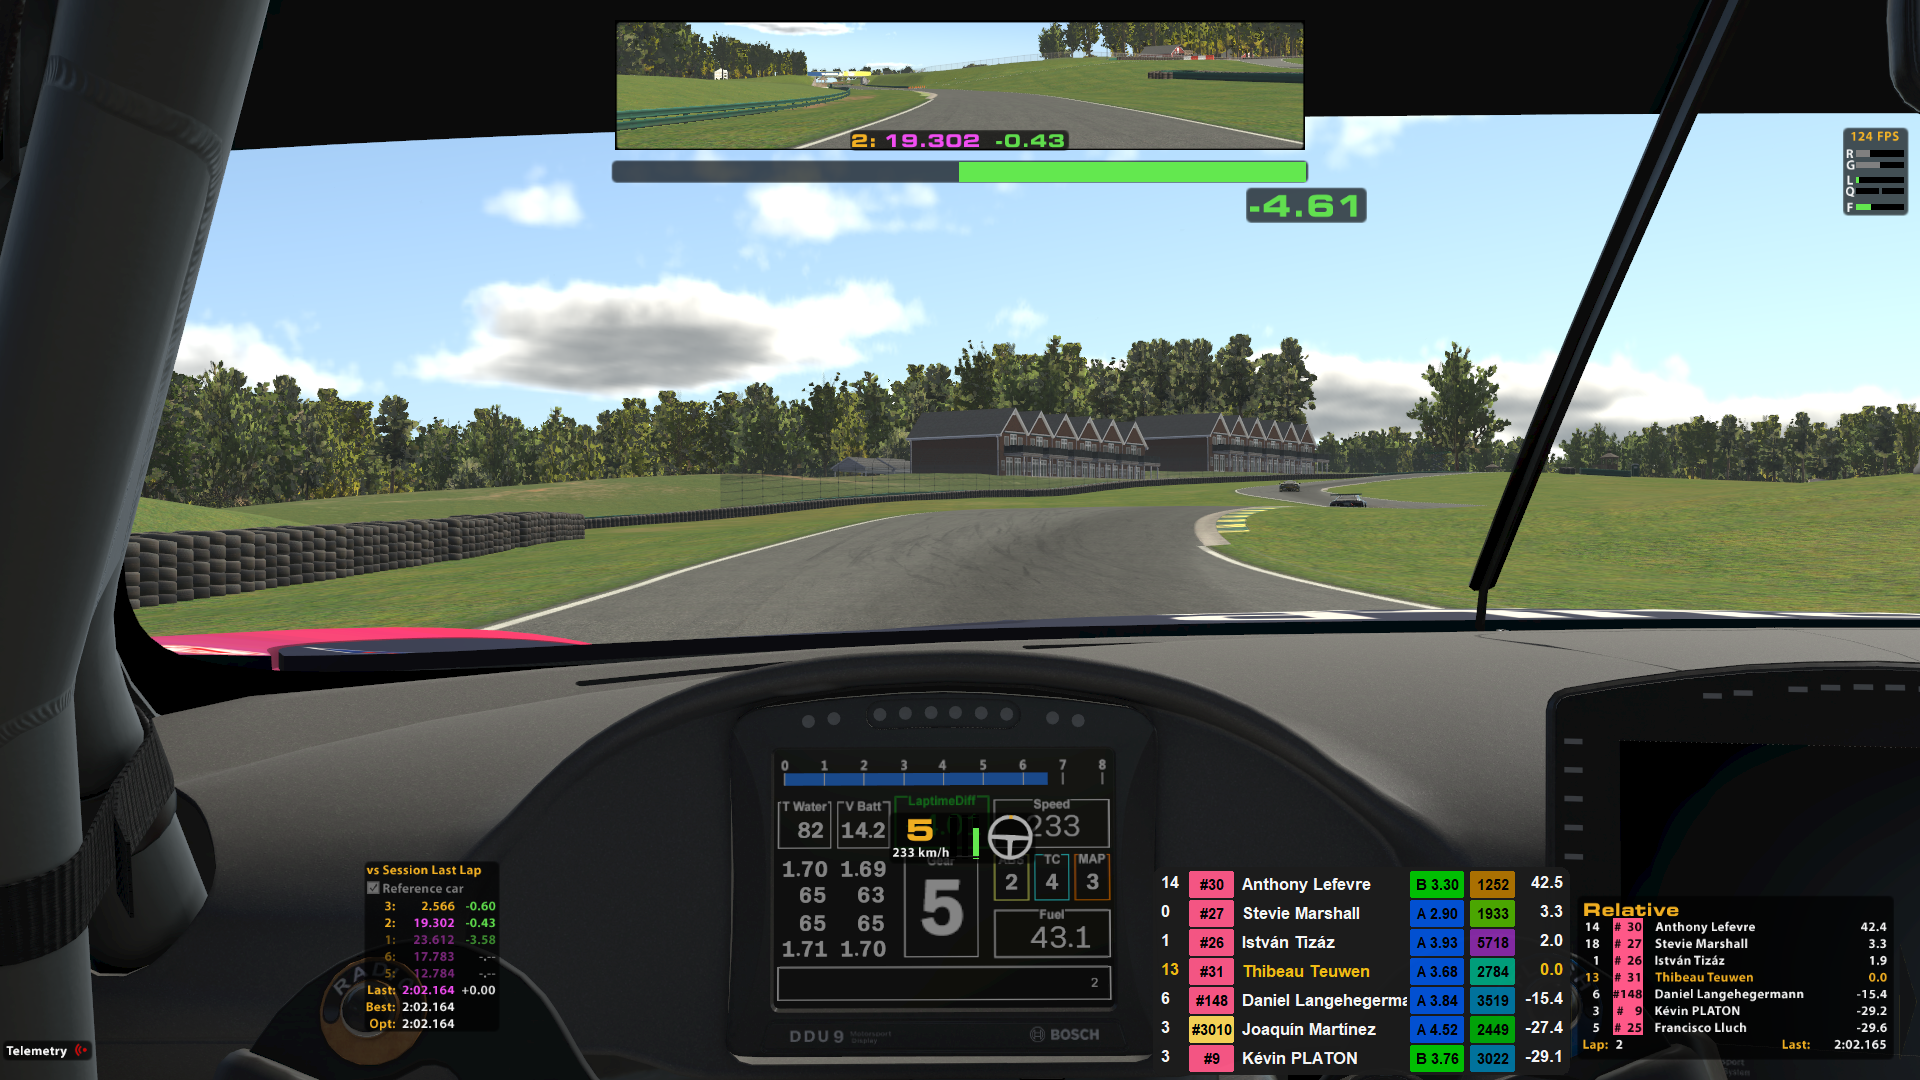 2: 19.302 -0.43
-4.61
124 FPS
R
G
L
Q
F
0 1 2 3 4 5 6 7 8
T Water V Batt LaptimeDiff Speed
82 14.2 5 233
233 km/h
Gear
1.70 1.69
65 63
65 65
1.71 1.70
5
ABS TC MAP
2 4 3
Fuel
43.1
2
DDU 9 Motorsport Display BOSCH
vs Session Last Lap
Reference car
3: 2.566 -0.60
2: 19.302 -0.43
1: 23.612 -3.58
6: 17.783 -.--
5: 12.784 -.--
Last: 2:02.164 +0.00
Best: 2:02.164
Opt: 2:02.164
RAD
Telemetry
14 #30 Anthony Lefevre B 3.30 1252 42.5
0 #27 Stevie Marshall A 2.90 1933 3.3
1 #26 István Tizáz A 3.93 5718 2.0
13 #31 Thibeau Teuwen A 3.68 2784 0.0
6 #148 Daniel Langehegerma A 3.84 3519 -15.4
3 #3010 Joaquín Martínez A 4.52 2449 -27.4
3 #9 Kévin PLATON B 3.76 3022 -29.1
Relative
14 # 30 Anthony Lefevre 42.4
18 # 27 Stevie Marshall 3.3
1 # 26 István Tizáz 1.9
13 # 31 Thibeau Teuwen 0.0
6 #148 Daniel Langehegermann -15.4
3 # 9 Kévin PLATON -29.2
5 # 25 Francisco Lluch -29.6
Lap: 2 Last: 2:02.165